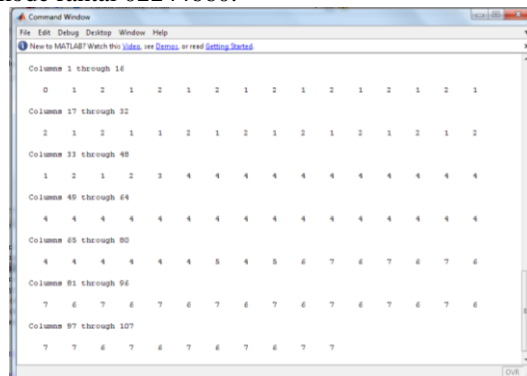 rantai
Command Window
File Edit Debug Desktop Window Help
New to MATLAB? Watch this Video, see Demos, or read Getting Started.
Columns 1 through 16
0 1 2 1 2 1 2 1 2 1 2 1 2 1 2 1
Columns 17 through 32
2 1 2 1 1 2 1 2 1 2 1 2 1 2 1 2
Columns 33 through 48
1 2 1 2 3 4 4 4 4 4 4 4 4 4 4 4
Columns 49 through 64
4 4 4 4 4 4 4 4 4 4 4 4 4 4 4 4
Columns 65 through 80
4 4 4 4 4 4 5 4 5 6 7 6 7 6 7 6
Columns 81 through 96
7 6 7 6 7 6 7 6 7 6 7 6 7 6 7 6
Columns 97 through 107
7 7 6 7 6 7 6 7 6 7 7
OVR